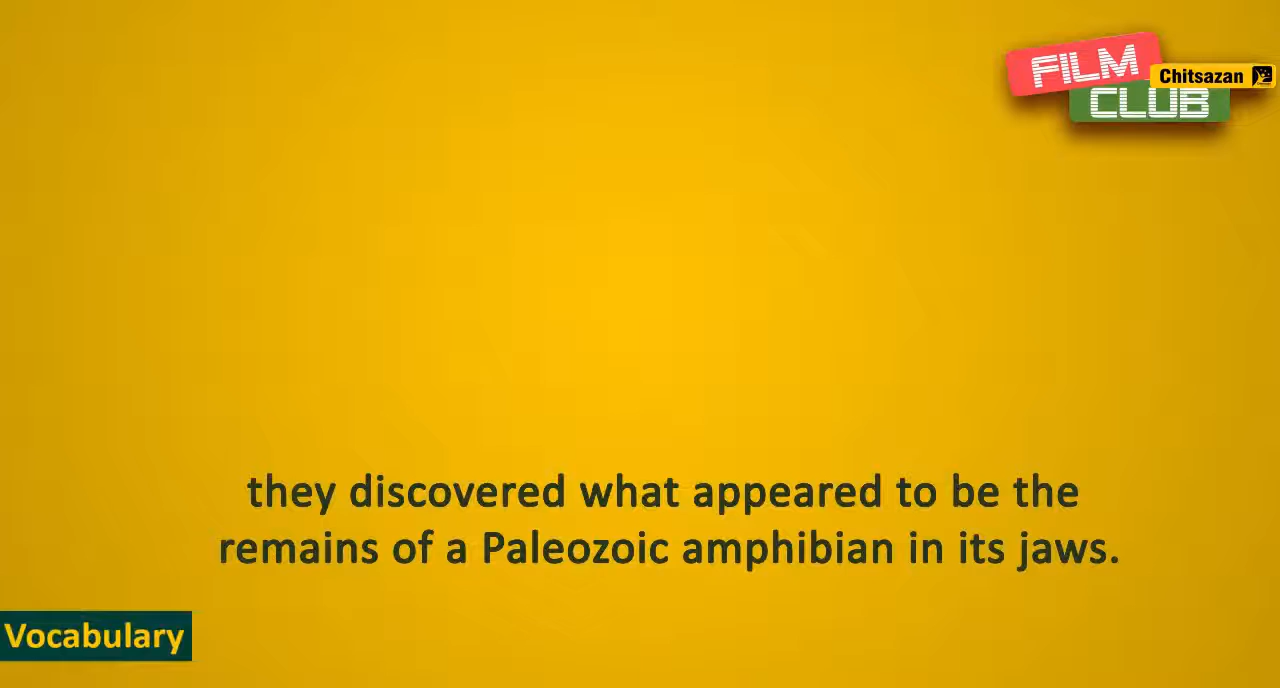 FILM
Chitsazan
CLUB
they discovered what appeared to be the
remains of a Paleozoic amphibian in its jaws.
Vocabulary